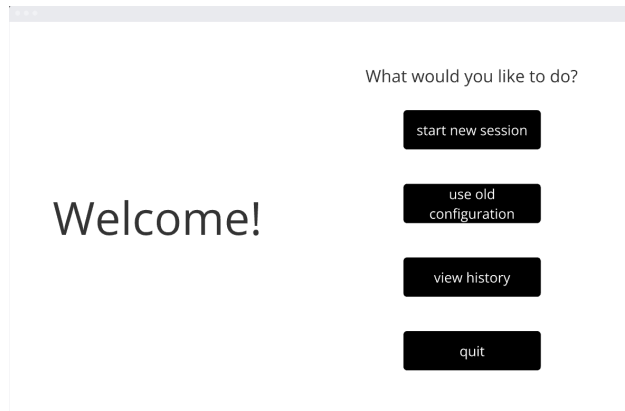 Welcome!
What would you like to do?
start new session
use old
configuration
view history
quit